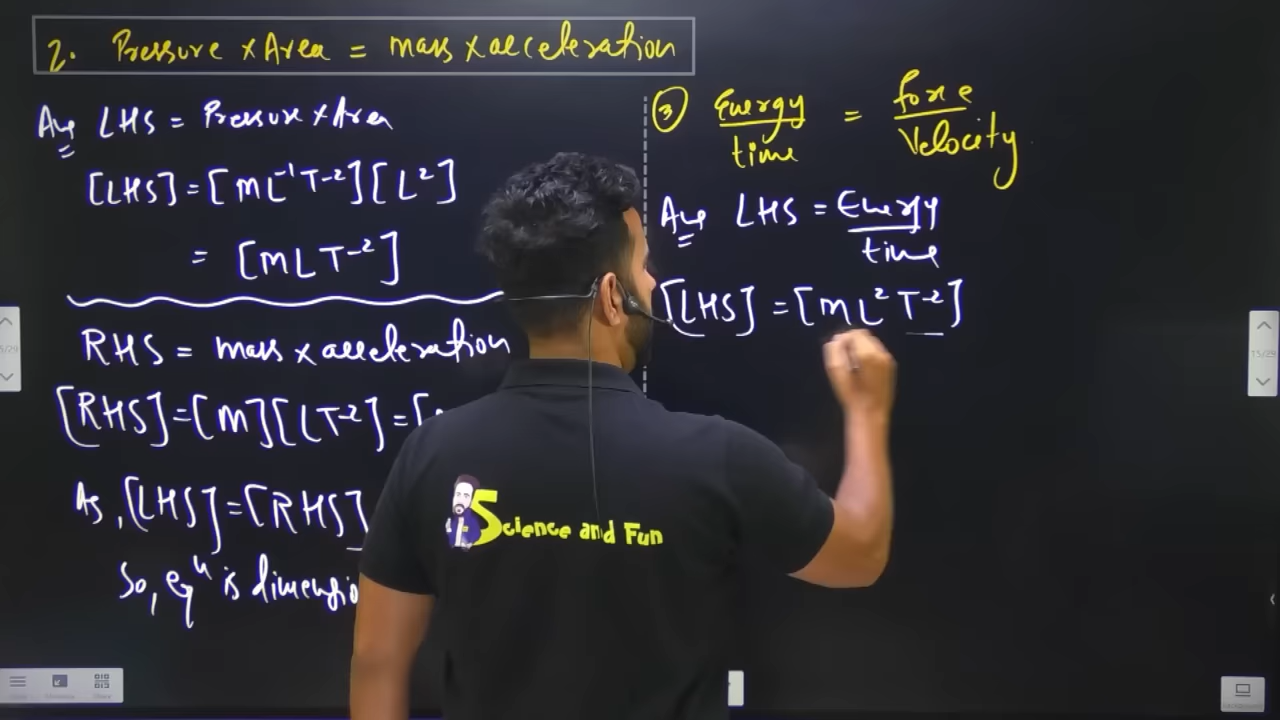 2. Pressure × Area = mass × acceleration
Ans LHS = Pressure × Area
[LHS] = [ML⁻¹T⁻²][L²]
= [MLT⁻²]
RHS = mass × acceleration
[RHS] = [M][LT⁻²] = [
As, [LHS] = [RHS]
So, eqⁿ is dimensio
③ Energy/time = force/Velocity
Ans LHS = Energy/time
[LHS] = [ML²T⁻²]
Science and Fun
15/29